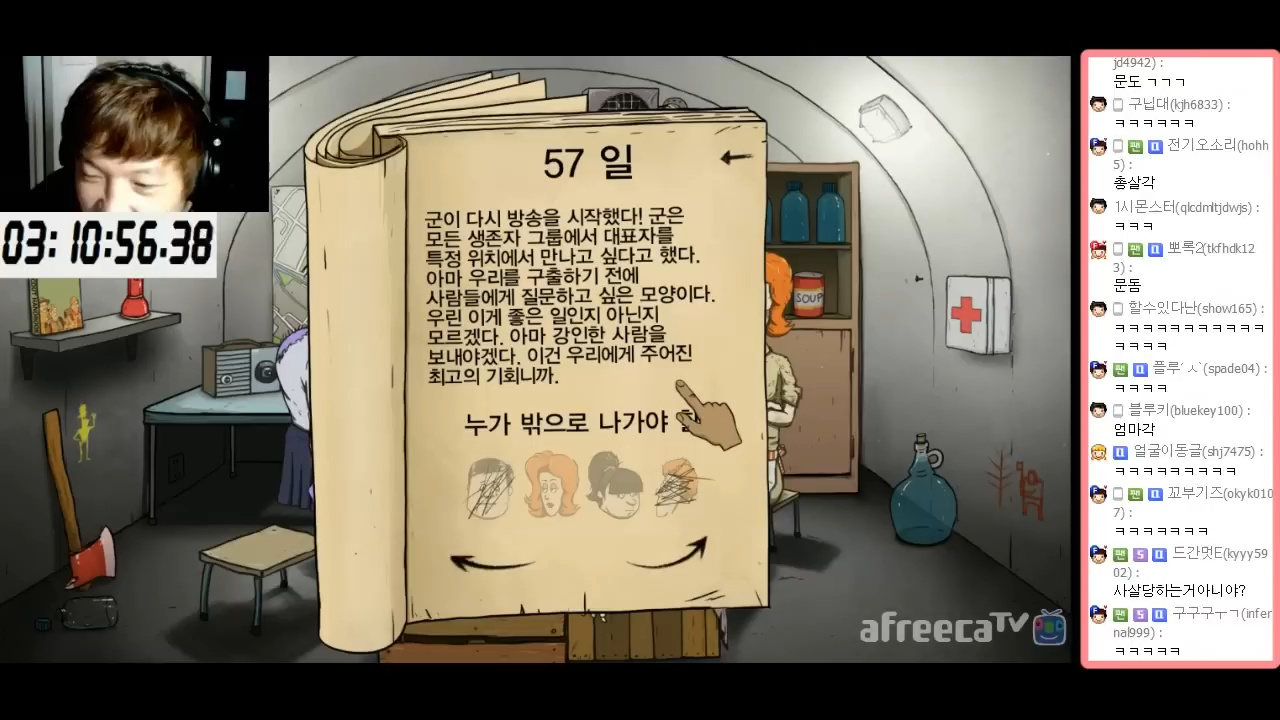 03:10:56.38
57 일
군이 다시 방송을 시작했다! 군은
모든 생존자 그룹에서 대표자를
특정 위치에서 만나고 싶다고 했다.
아마 우리를 구출하기 전에
사람들에게 질문하고 싶은 모양이다.
우린 이게 좋은 일인지 아닌지
모르겠다. 아마 강인한 사람을
보내야겠다. 이건 우리에게 주어진
최고의 기회니까.
누가 밖으로 나가야
SOUP
afreecaTV
jd4942) :
문도 ㅋㅋㅋ
구닙대(kjh6833) :
ㅋㅋㅋㅋㅋㅋ
팬 전기오소리(hohh
5) :
총살각
1시몬스터(qlcdmltjdwjs) :
ㅋㅋㅋ
팬 뽀록2(tkfhdk12
3) :
문둠
할수있다난(show165) :
ㅋㅋㅋㅋㅋㅋㅋㅋㅋㅋㅋ
ㅋㅋㅋㅋ
팬 플루´ㅅ`(spade04) :
ㅋㅋㅋㅋ
블루키(bluekey100) :
엄마각
얼굴이동글(shj7475) :
ㅋㅋㅋㅋㅋㅋㅋㅋㅋ
팬 꼬부기즈(okyk010
7) :
ㅋㅋㅋㅋㅋㅋㅋ
팬 S 드간멋E(kyyy59
02) :
사살당하는거아니야?
팬 S 구구구ㅜㄱ(infer
nal999) :
ㅋㅋㅋㅋㅋ